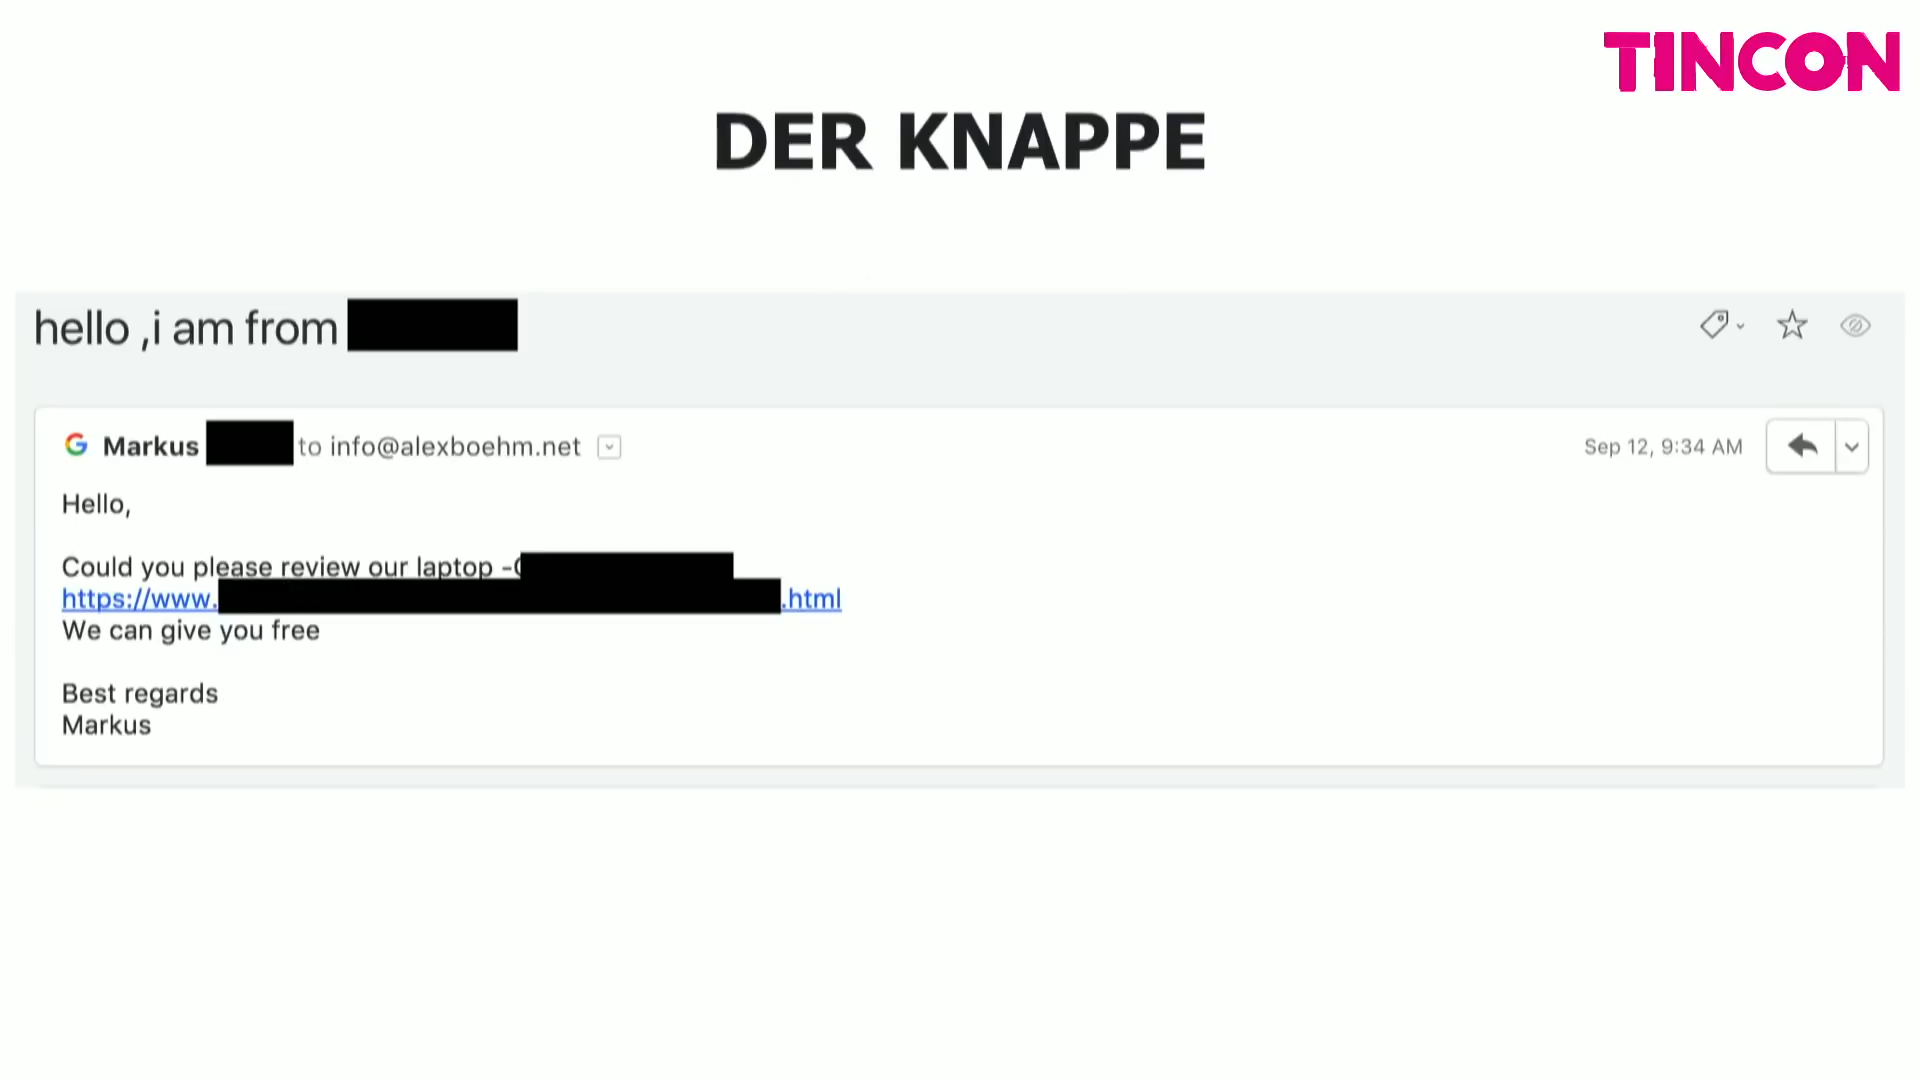 TINCON
DER KNAPPE
hello ,i am from
Markus to info@alexboehm.net
Sep 12, 9:34 AM
Hello,
Could you please review our laptop -
https://www. .html
We can give you free
Best regards
Markus